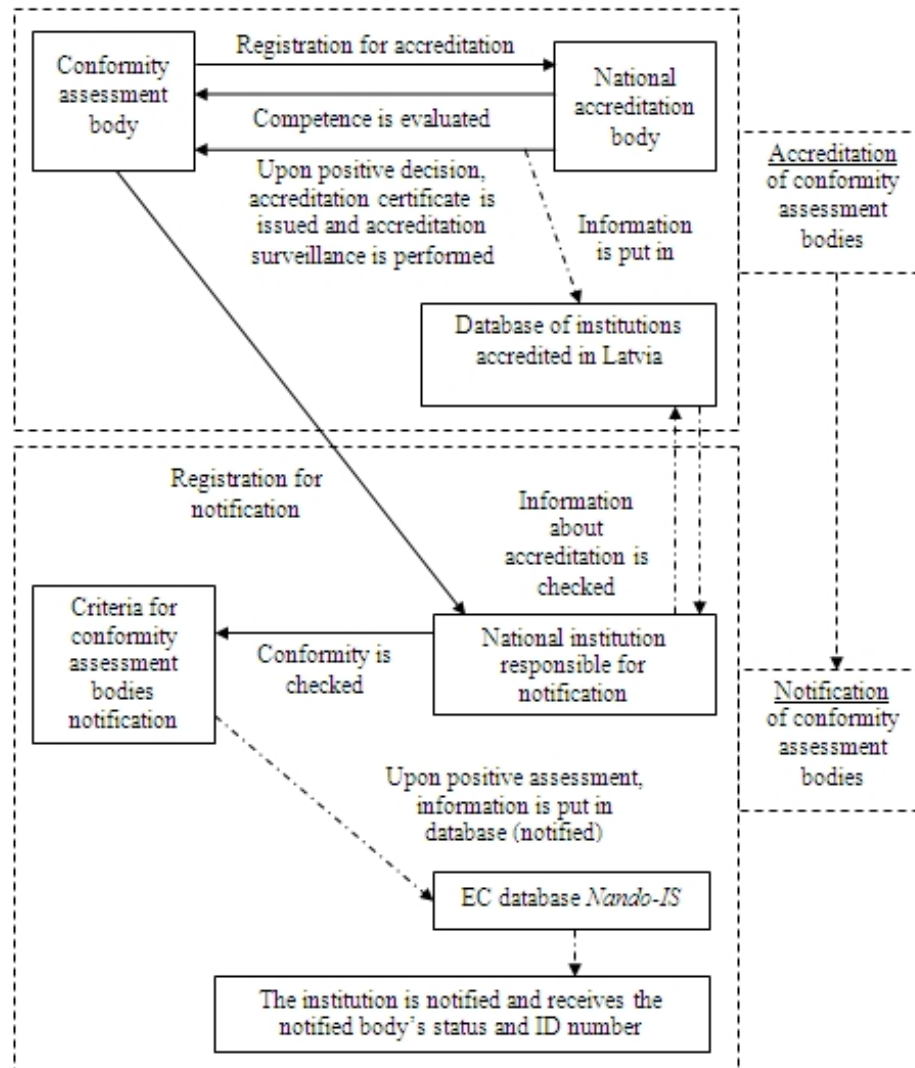 Conformity
assessment
body
Registration for accreditation
National
accreditation
body
Competence is evaluated
Upon positive decision,
accreditation certificate is
issued and accreditation
surveillance is performed
Information
is put in
Accreditation
of conformity
assessment
bodies
Database of institutions
accredited in Latvia
Registration for
notification
Information
about
accreditation is
checked
Criteria for
conformity
assessment
bodies
notification
Conformity is
checked
National institution
responsible for
notification
Notification
of conformity
assessment
bodies
Upon positive assessment,
information is put in
database (notified)
EC database Nando-IS
The institution is notified and receives the
notified body’s status and ID number